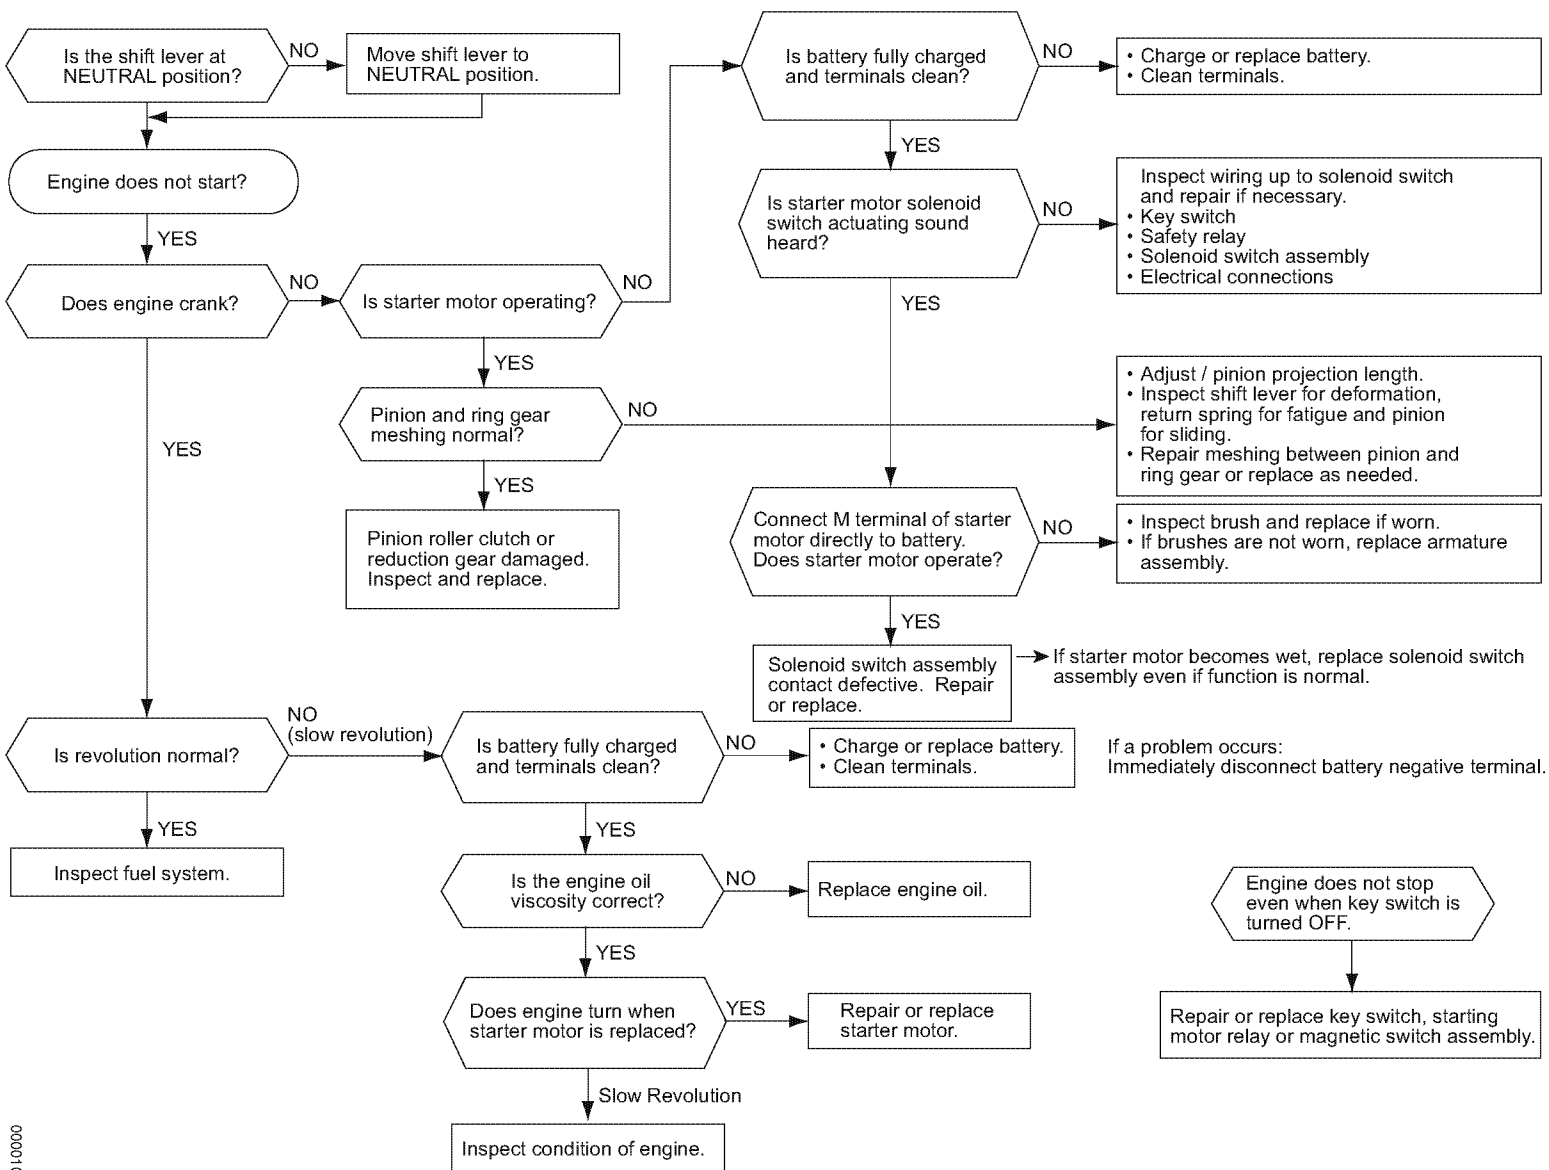 Is the shift lever at
NEUTRAL position?
NO
Move shift lever to
NEUTRAL position.
Engine does not start?
YES
Does engine crank?
NO
Is starter motor operating?
NO
YES
Pinion and ring gear
meshing normal?
NO
YES
Pinion roller clutch or
reduction gear damaged.
Inspect and replace.
YES
Is battery fully charged
and terminals clean?
NO
• Charge or replace battery.
• Clean terminals.
YES
Is starter motor solenoid
switch actuating sound
heard?
NO
Inspect wiring up to solenoid switch
and repair if necessary.
• Key switch
• Safety relay
• Solenoid switch assembly
• Electrical connections
YES
• Adjust / pinion projection length.
• Inspect shift lever for deformation,
return spring for fatigue and pinion
for sliding.
• Repair meshing between pinion and
ring gear or replace as needed.
Connect M terminal of starter
motor directly to battery.
Does starter motor operate?
NO
• Inspect brush and replace if worn.
• If brushes are not worn, replace armature
assembly.
YES
Solenoid switch assembly
contact defective. Repair
or replace.
If starter motor becomes wet, replace solenoid switch
assembly even if function is normal.
Is revolution normal?
NO
(slow revolution)
YES
Inspect fuel system.
Is battery fully charged
and terminals clean?
NO
• Charge or replace battery.
• Clean terminals.
If a problem occurs:
Immediately disconnect battery negative terminal.
YES
Is the engine oil
viscosity correct?
NO
Replace engine oil.
YES
Does engine turn when
starter motor is replaced?
YES
Repair or replace
starter motor.
Slow Revolution
Inspect condition of engine.
Engine does not stop
even when key switch is
turned OFF.
Repair or replace key switch, starting
motor relay or magnetic switch assembly.